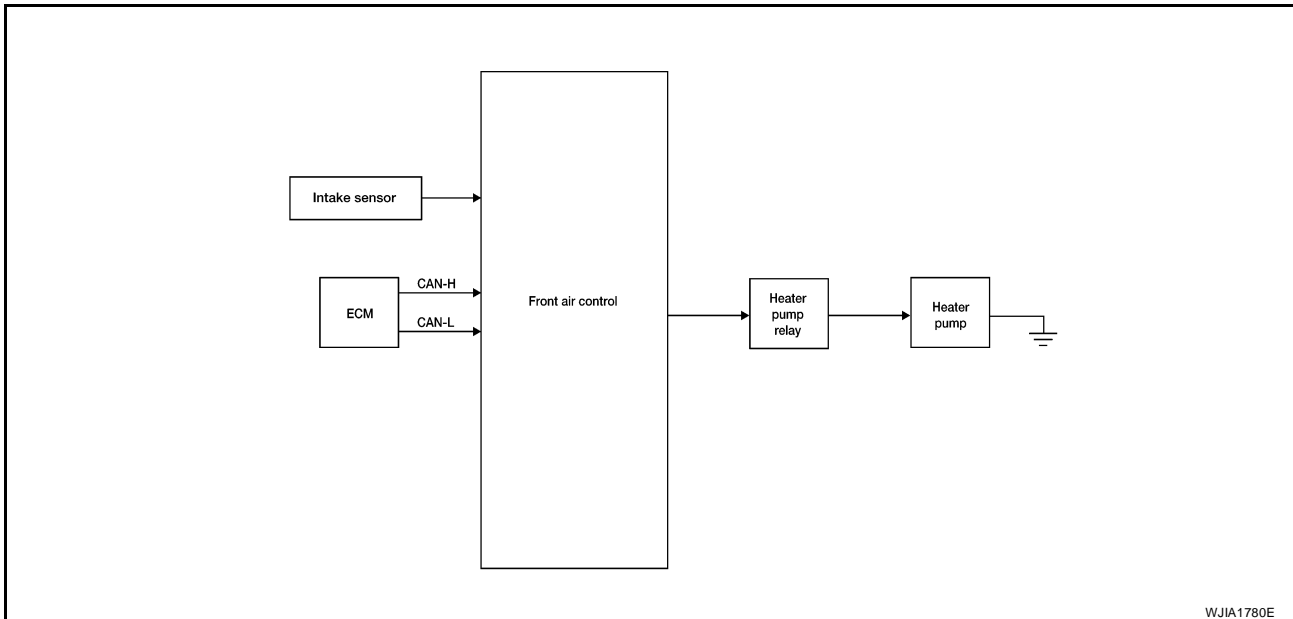 Intake sensor
CAN-H
ECM
CAN-L
Front air control
Heater
pump
relay
Heater
pump
WJIA1780E